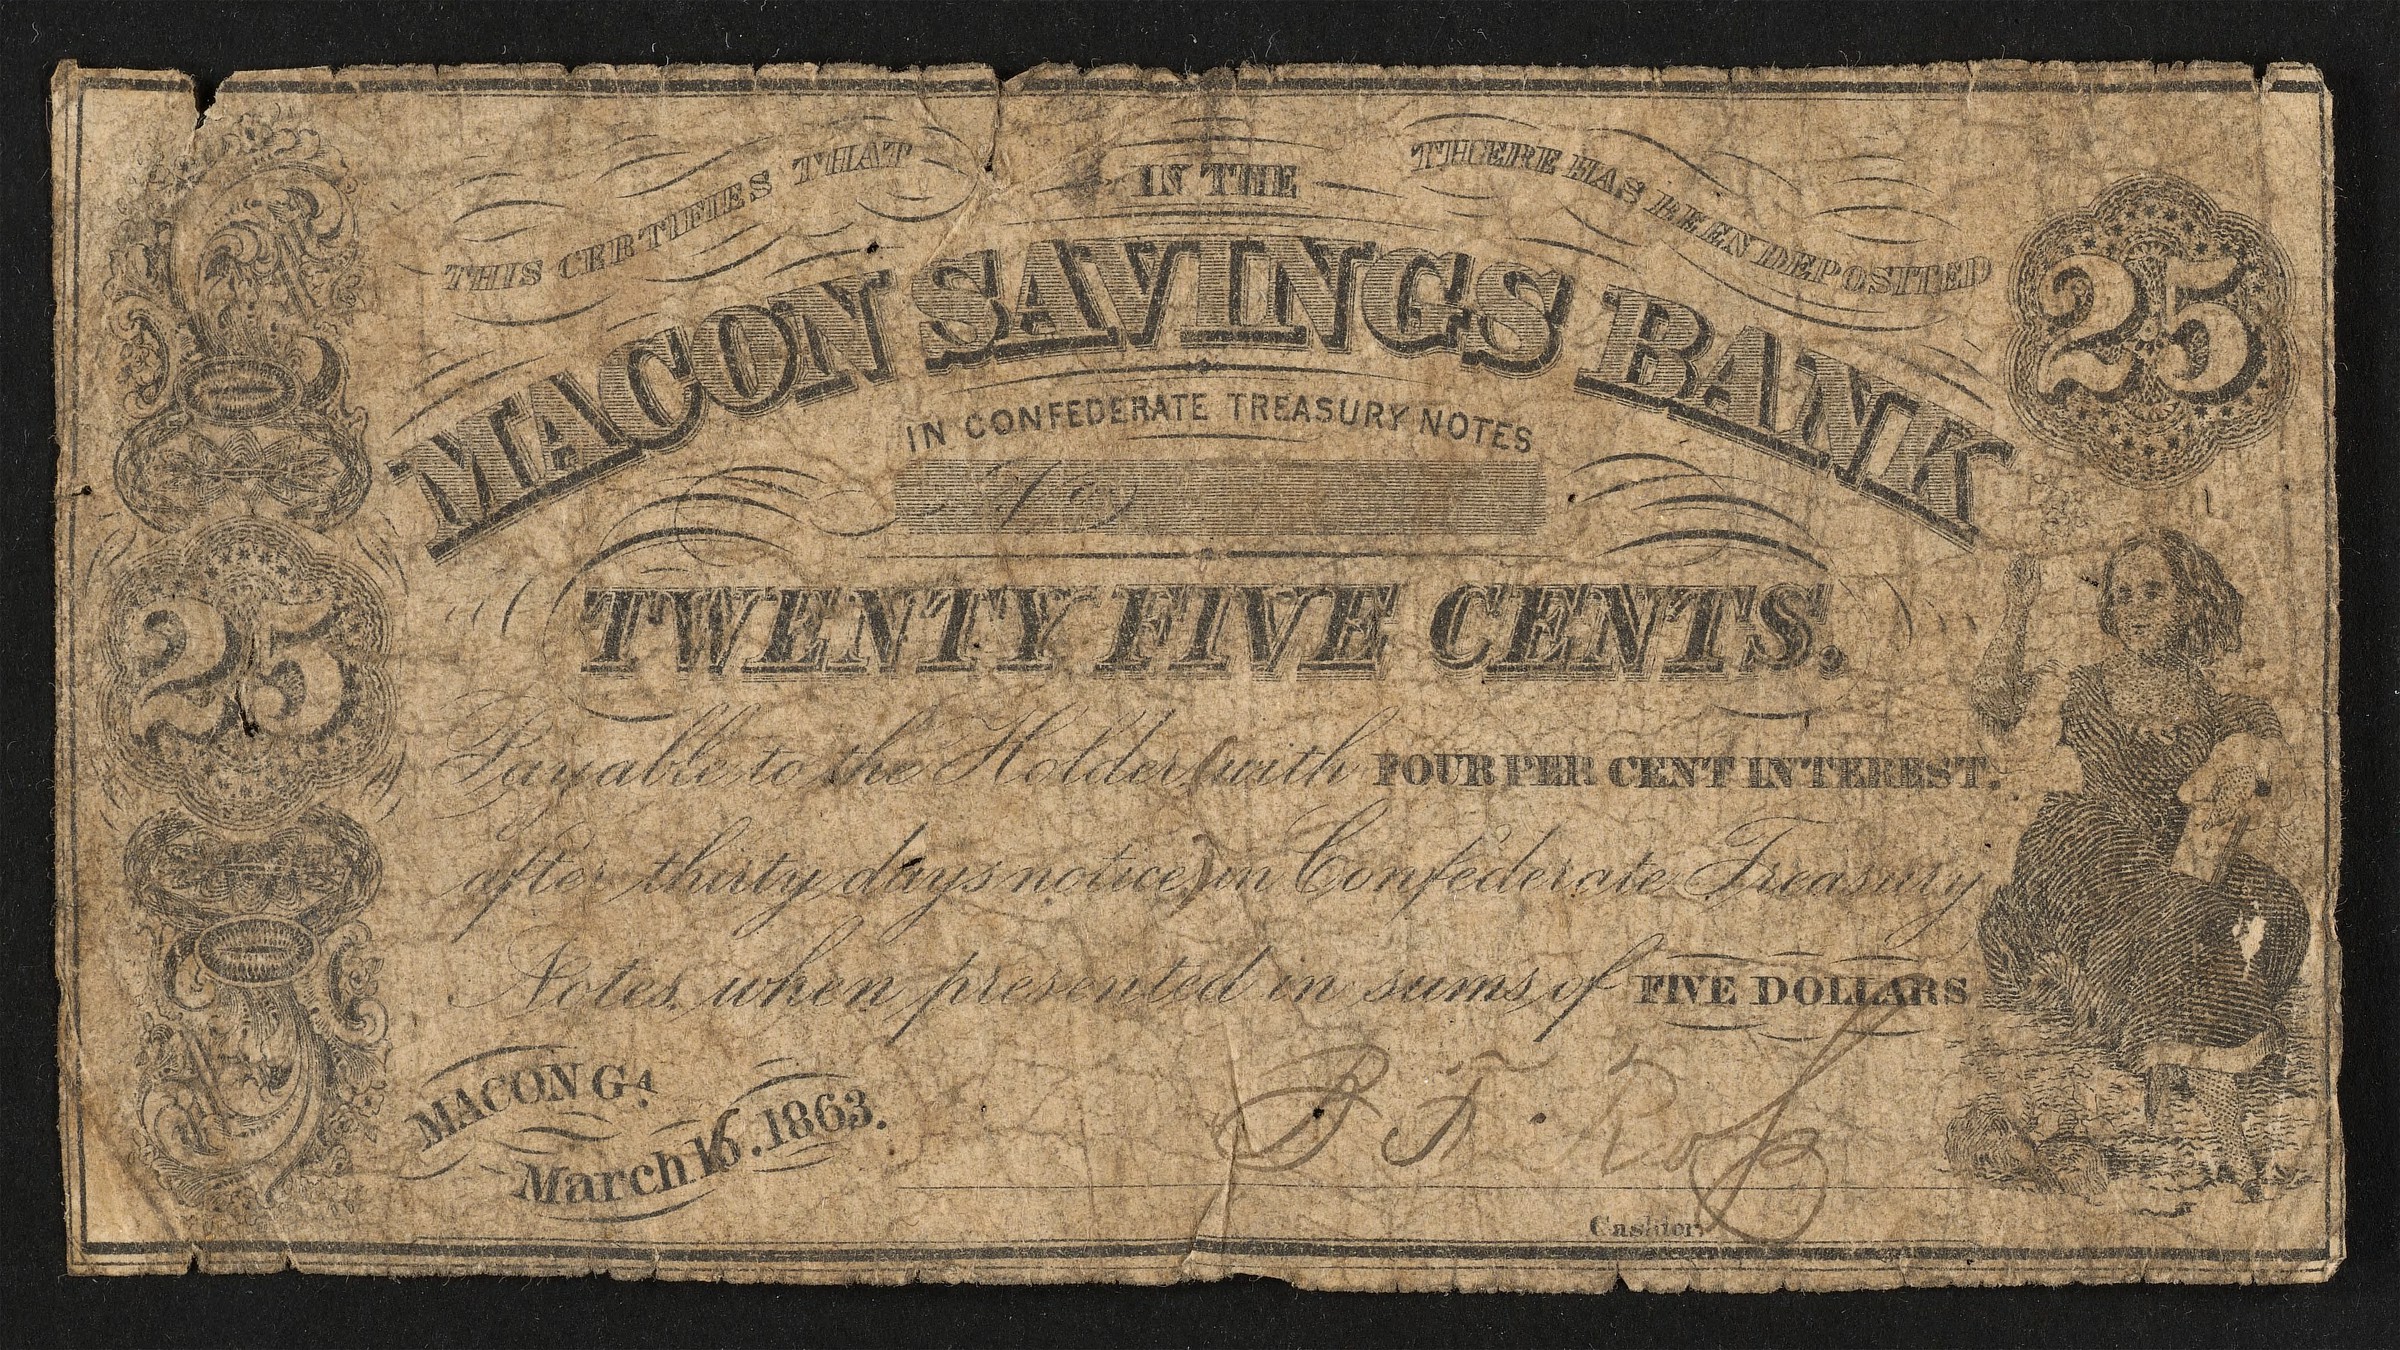 THIS CERTIFIES THAT
IN THE
THERE HAS BEEN DEPOSITED
MACON SAVINGS BANK
25
IN CONFEDERATE TREASURY NOTES
TWENTY FIVE CENTS.
25
Payable to the Holder (with FOUR PER CENT INTEREST.
after thirty days notice) in Confederate Treasury
Notes, when presented in sums of FIVE DOLLARS
MACON GA.
March 16. 1863.
Cashier